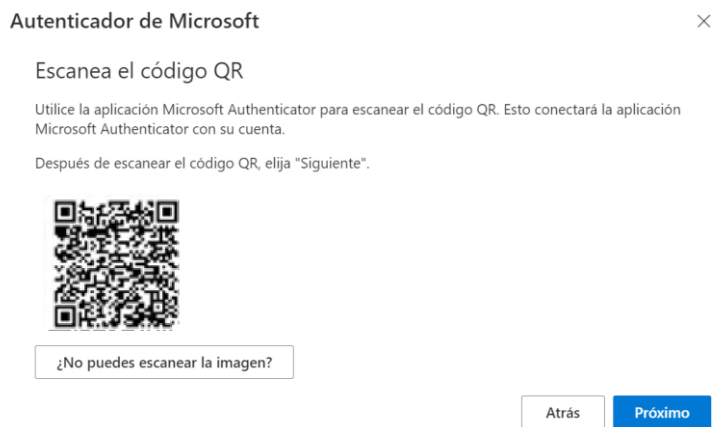 Autenticador de Microsoft
Escanea el código QR
Utilice la aplicación Microsoft Authenticator para escanear el código QR. Esto conectará la aplicación
Microsoft Authenticator con su cuenta.
Después de escanear el código QR, elija "Siguiente".
¿No puedes escanear la imagen?
Atrás
Próximo